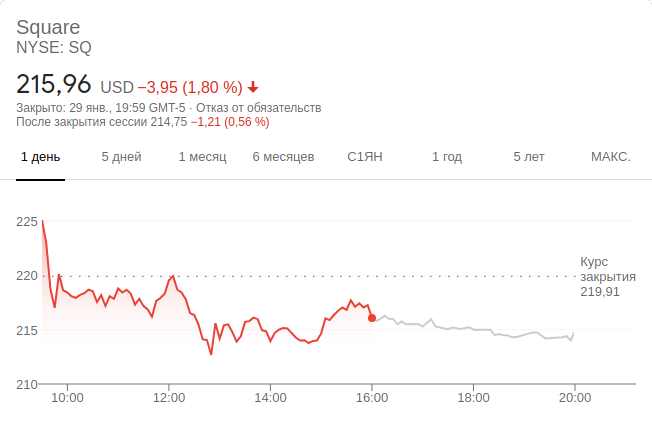 Square
NYSE: SQ
215,96 USD −3,95 (1,80 %)
Закрыто: 29 янв., 19:59 GMT-5 · Отказ от обязательств
После закрытия сессии 214,75 −1,21 (0,56 %)
1 день 5 дней 1 месяц 6 месяцев С1ЯН 1 год 5 лет МАКС.
225
220
215
210
Курс
закрытия
219,91
10:00 12:00 14:00 16:00 18:00 20:00